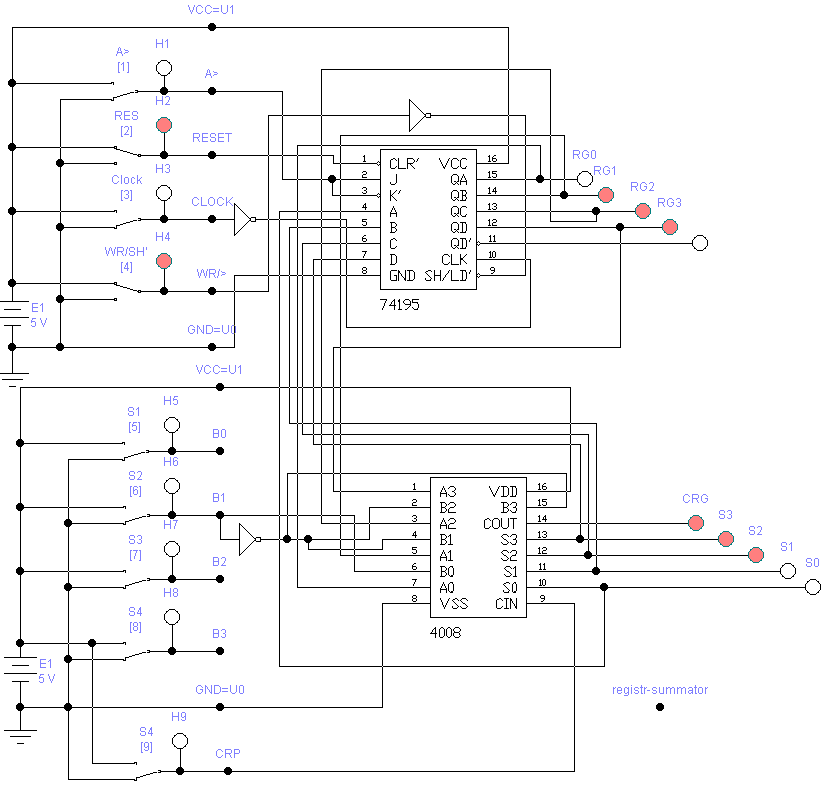 VCC=U1
H1
A>
[1]
A>
H2
RES
[2]
RESET
H3
Clock
[3]
CLOCK
H4
WR/SH'
[4]
WR/>
E1
5 V
GND=U0
1 CLR' VCC 16
2 J QA 15
3 K' QB 14
4 A QC 13
5 B QD 12
6 C QD' 11
7 D CLK 10
8 GND SH/LD' 9
74195
RG0
RG1
RG2
RG3
VCC=U1
H5
S1
[5]
B0
H6
S2
[6]
B1
H7
S3
[7]
B2
H8
S4
[8]
B3
E1
5 V
GND=U0
H9
S4
[9]
CRP
1 A3 VDD 16
2 B2 B3 15
3 A2 COUT 14
4 B1 S3 13
5 A1 S2 12
6 B0 S1 11
7 A0 S0 10
8 VSS CIN 9
4008
CRG
S3
S2
S1
S0
registr-summator